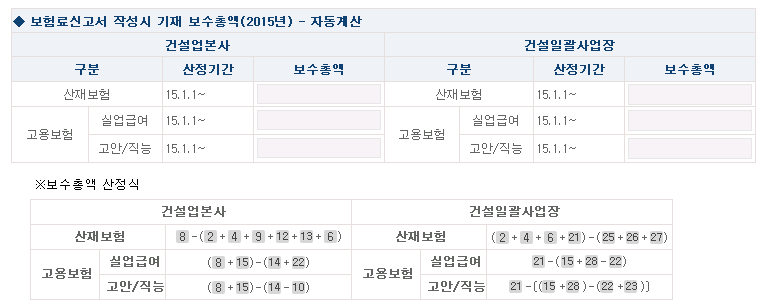 ◆ 보험료신고서 작성시 기재 보수총액(2015년) - 자동계산
건설업본사 건설일괄사업장
구분 산정기간 보수총액 구분 산정기간 보수총액
산재보험 15.1.1~ 산재보험 15.1.1~
고용보험 실업급여 15.1.1~ 고용보험 실업급여 15.1.1~
고안/직능 15.1.1~ 고안/직능 15.1.1~
※보수총액 산정식
건설업본사 건설일괄사업장
산재보험 8-(2+4+9+12+13+6) 산재보험 (2+4+6+21)-(25+26+27)
고용보험 실업급여 (8+15)-(14+22) 고용보험 실업급여 21-(15+28-22)
고안/직능 (8+15)-(14-10) 고안/직능 21-[(15+28)-(22+23)]